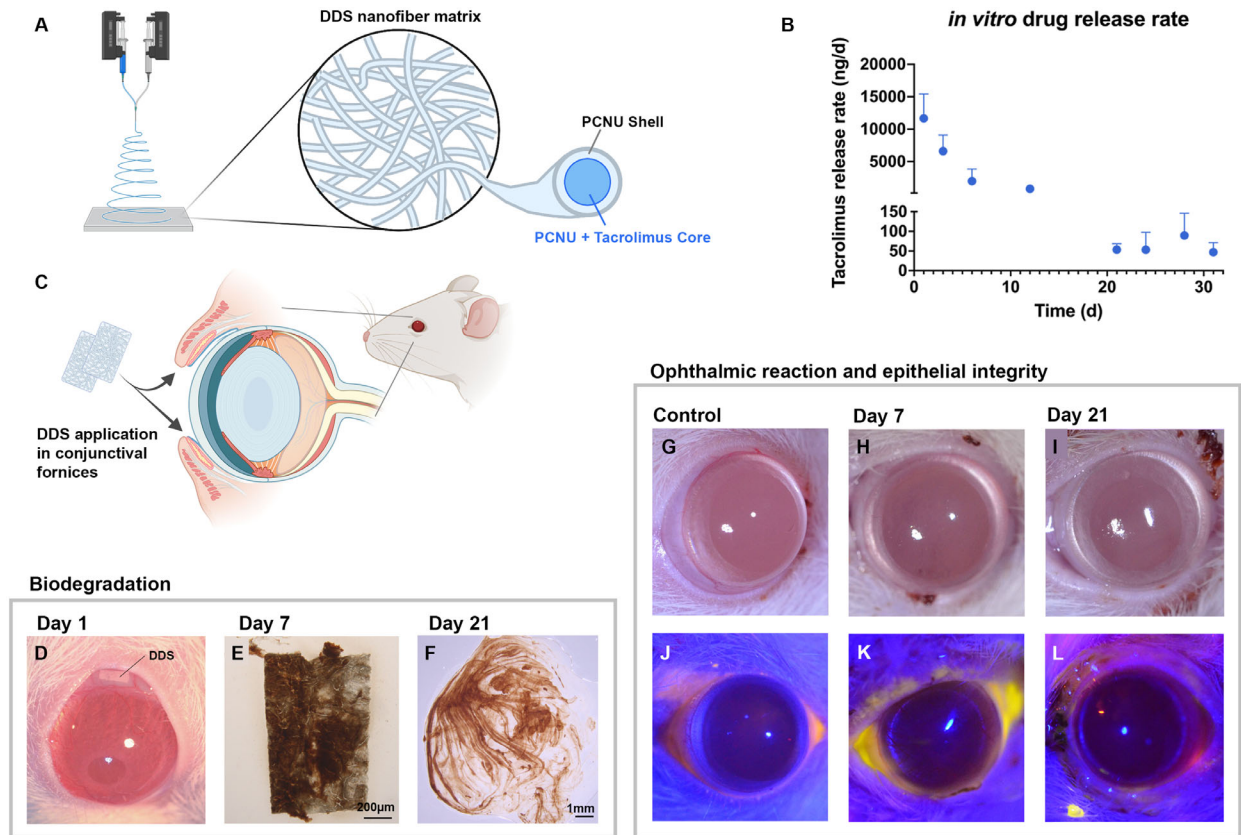 A
DDS nanofiber matrix
PCNU Shell
PCNU + Tacrolimus Core
B
in vitro drug release rate
Tacrolimus release rate (ng/d)
20000
15000
10000
5000
150
100
50
0
0
10
20
30
Time (d)
C
DDS application
in conjunctival
fornices
Biodegradation
Day 1
Day 7
Day 21
D
DDS
E
200μm
F
1mm
Ophthalmic reaction and epithelial integrity
Control
Day 7
Day 21
G
H
I
J
K
L